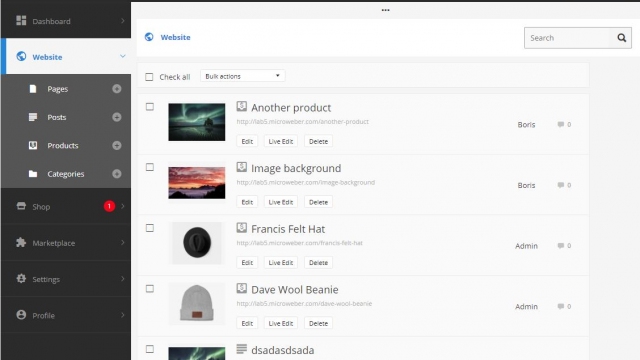 Dashboard
Website
Pages
Posts
Products
Categories
Shop
1
Marketplace
Settings
Profile
Website
Search
Check all
Bulk actions
Another product
http://lab5.microweber.com/another-product
Edit Live Edit Delete
Boris 0
Image background
http://lab5.microweber.com/image-background
Edit Live Edit Delete
Boris 0
Francis Felt Hat
http://lab5.microweber.com/francis-felt-hat
Edit Live Edit Delete
Admin 0
Dave Wool Beanie
http://lab5.microweber.com/dave-wool-beanie
Edit Live Edit Delete
Admin 0
dsadasdsada